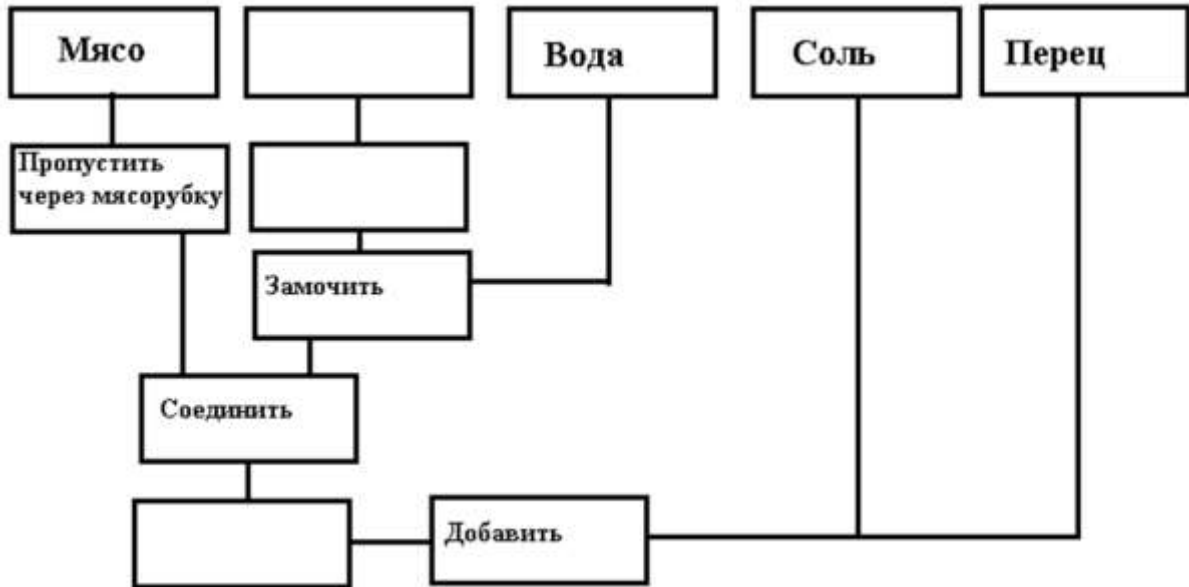 Мясо
Вода
Соль
Перец
Пропустить
через мясорубку
Замочить
Соединить
Добавить